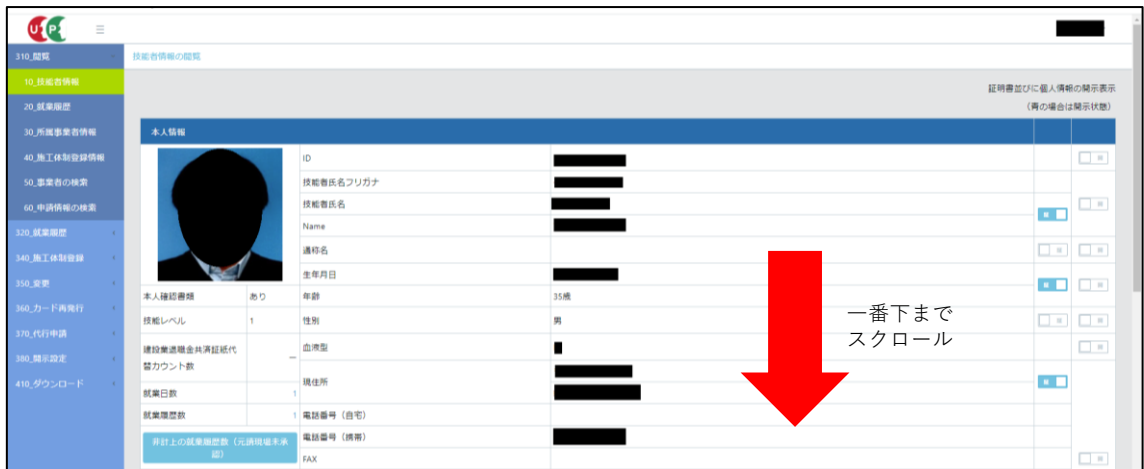 UP
310_閲覧
技能者情報の閲覧
10_技能者情報
20_就業履歴
30_所属事業者情報
40_施工体制登録情報
50_事業者の検索
60_申請情報の検索
320_就業履歴
340_施工体制登録
350_変更
360_カード再発行
370_代行申請
380_開示設定
410_ダウンロード
証明書並びに個人情報の開示表示
(青の場合は開示状態)
本人情報
ID
技能者氏名フリガナ
技能者氏名
Name
通称名
生年月日
本人確認書類 あり 年齢 35歳
技能レベル 1 性別 男
建設業退職金共済証紙代
替カウント数 _
血液型
現住所
就業日数 1
就業履歴数 1 電話番号（自宅）
電話番号（携帯）
FAX
非計上の就業履歴数（元請現場未承
認）
一番下まで
スクロール